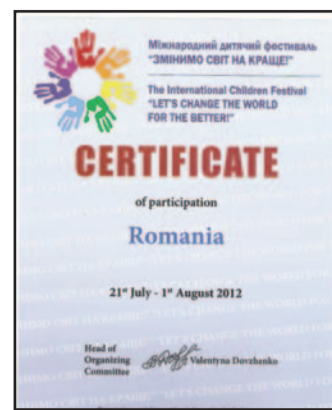 Міжнародний дитячий фестиваль
"ЗМІНИМО СВІТ НА КРАЩЕ!"
The International Children Festival
"LET'S CHANGE THE WORLD
FOR THE BETTER!"
CERTIFICATE
of participation
Romania
21st July - 1st August 2012
Head of
Organizing
Committee
Valentyna Dovzhenko